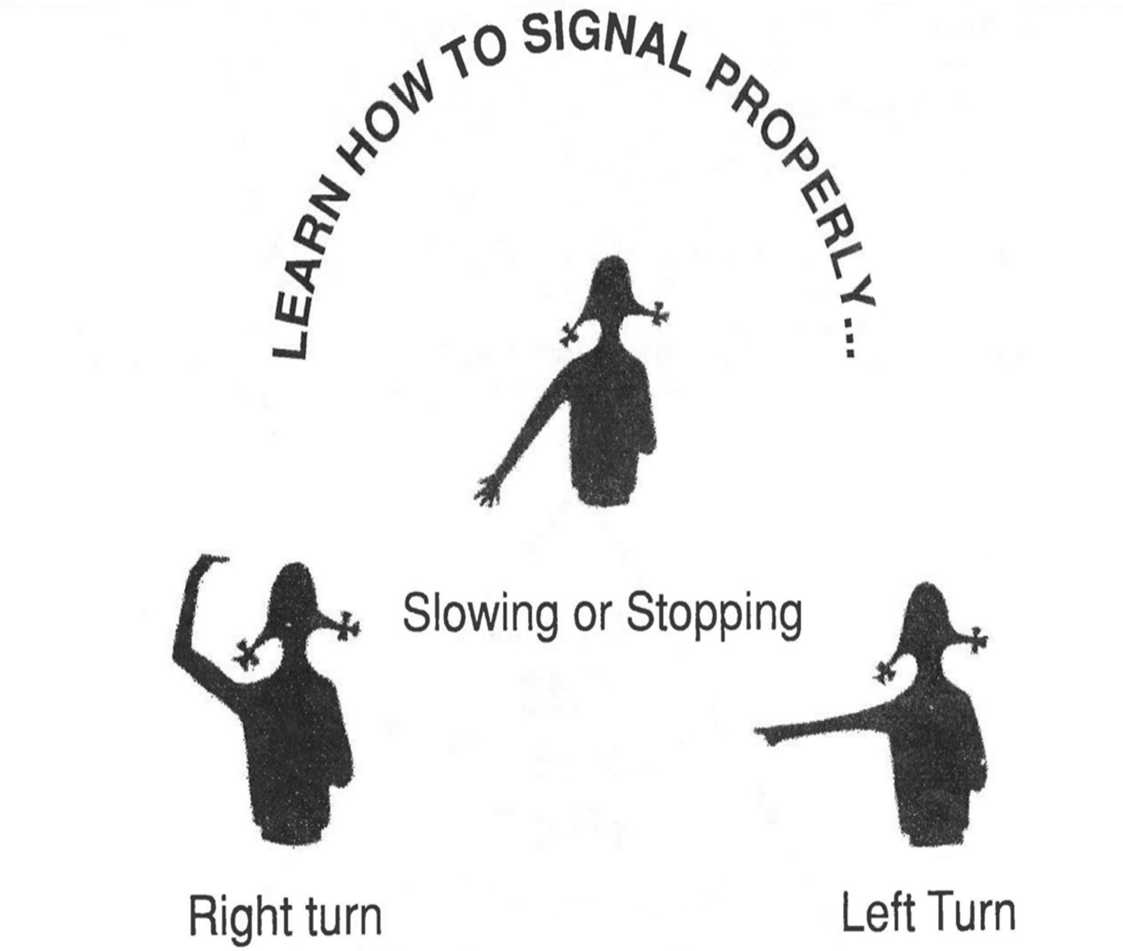 LEARN HOW TO SIGNAL PROPERLY...
Slowing or Stopping
Right turn
Left Turn